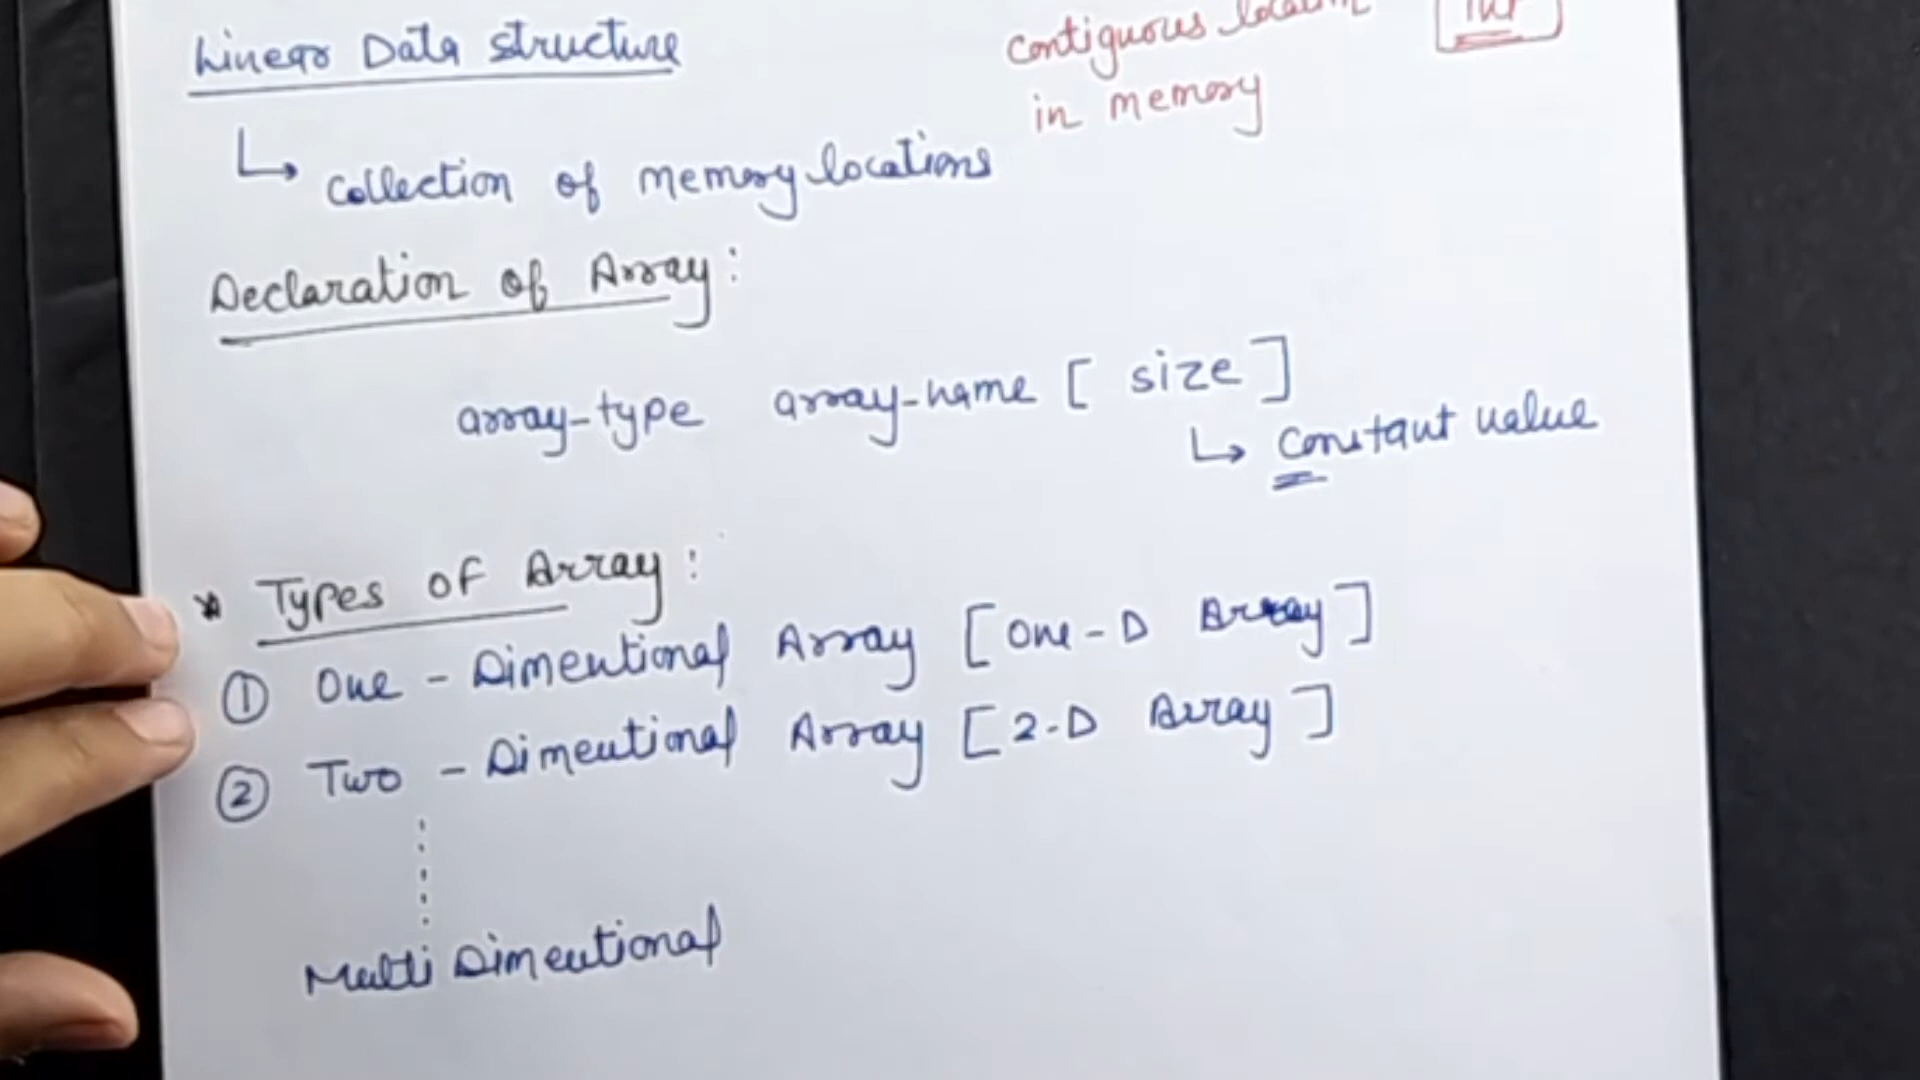 Linear Data structure
contiguous location
in memory
↳ collection of memory locations
Declaration of Array:
array-type array-name [ size ]
↳ Constant value
* Types of Array:
① One - Dimentional Array [One-D Array]
② Two - Dimentional Array [2-D Array]
Multi Dimentional